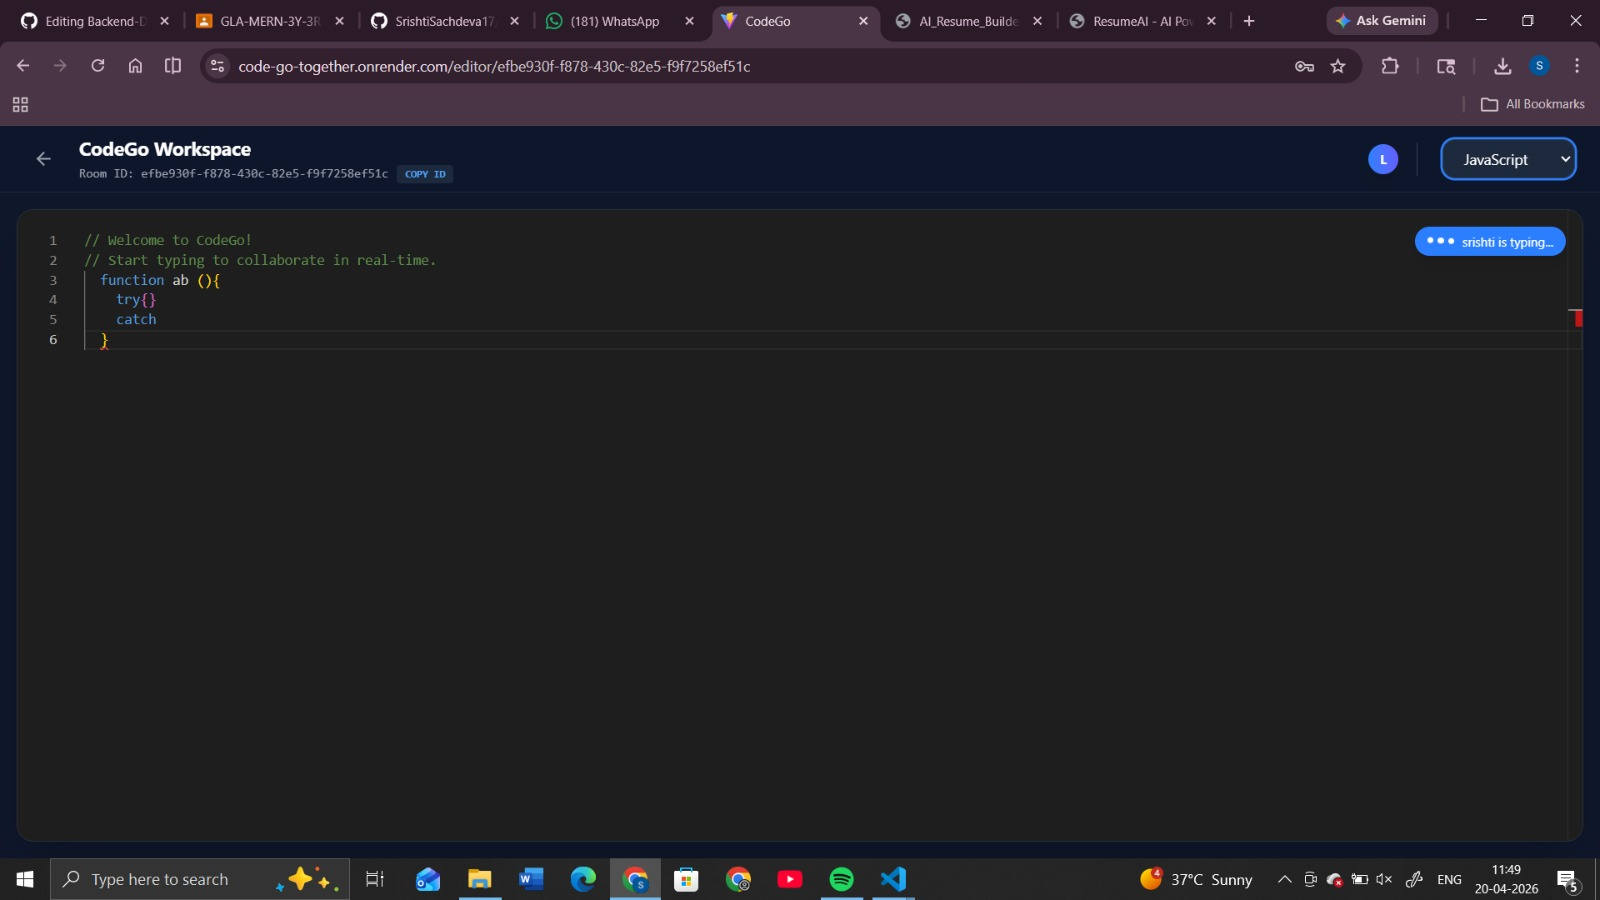 Editing Backend-D
GLA-MERN-3Y-3R
SrishtiSachdeva17
(181) WhatsApp
CodeGo
AI_Resume_Builde
ResumeAI - AI Pov
Ask Gemini
code-go-together.onrender.com/editor/efbe930f-f878-430c-82e5-f9f7258ef51c
S
All Bookmarks
CodeGo Workspace
Room ID: efbe930f-f878-430c-82e5-f9f7258ef51c COPY ID
L
JavaScript
1 // Welcome to CodeGo!
2 // Start typing to collaborate in real-time.
3 function ab (){
4 try{}
5 catch
6 }
srishti is typing...
Type here to search
37°C Sunny
ENG
11:49
20-04-2026
5